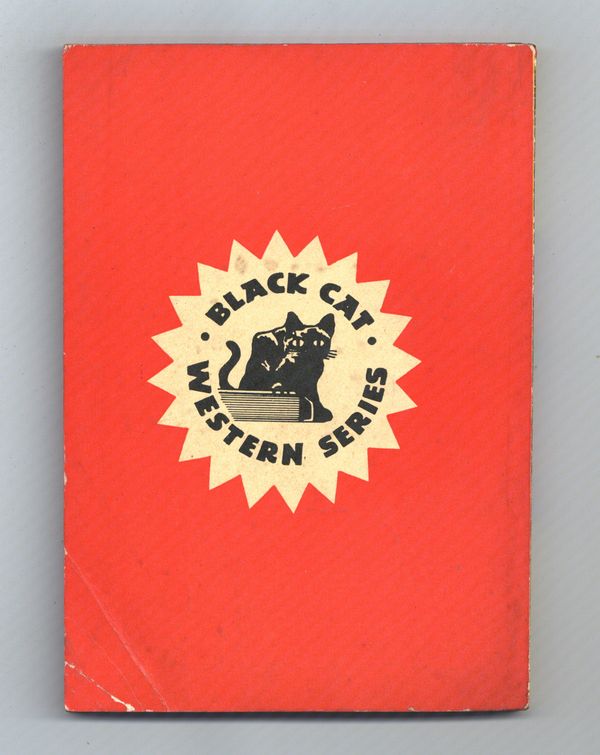 • BLACK CAT •
WESTERN SERIES